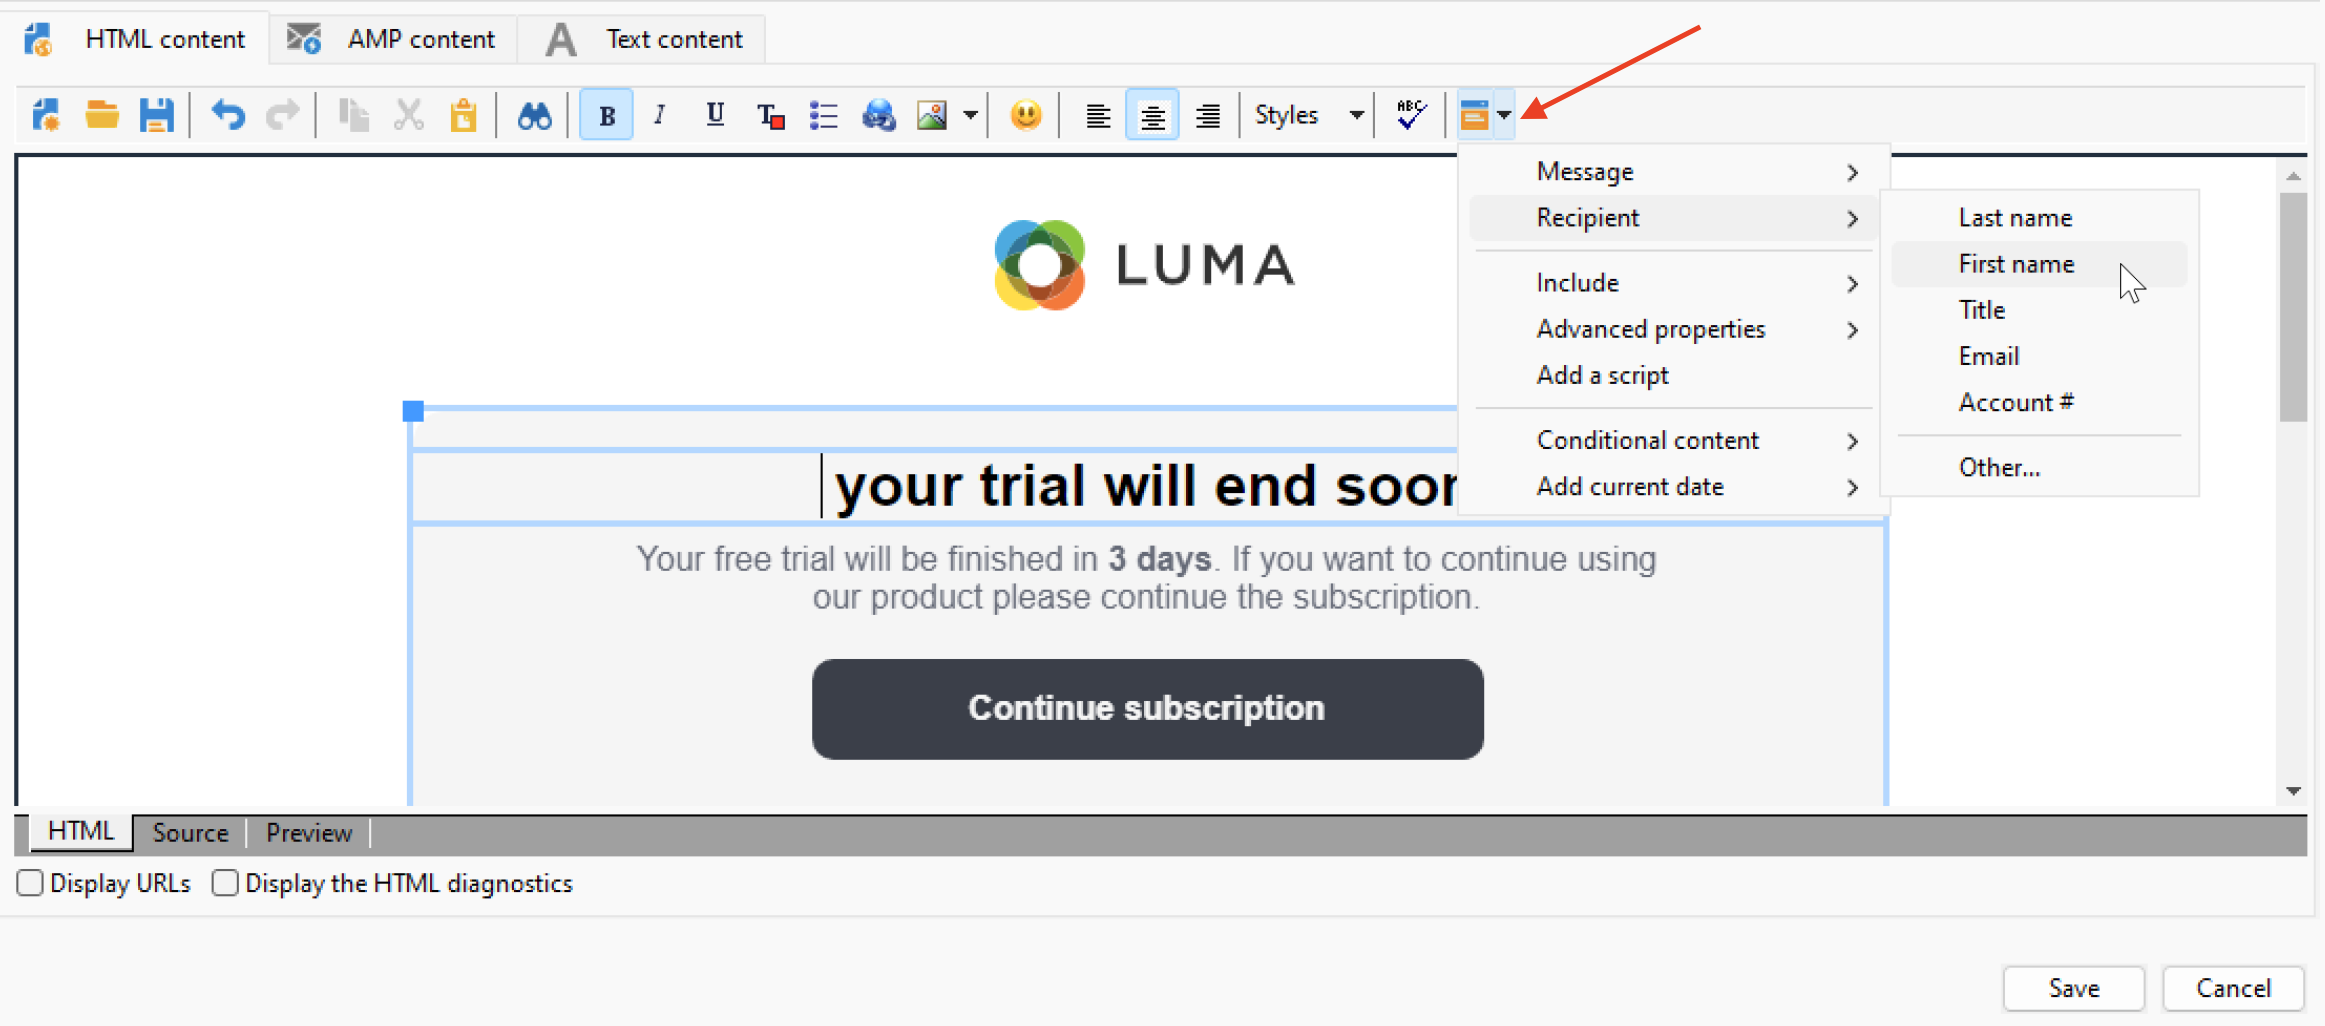 HTML content
AMP content
Text content
B I U T Styles ABC
LUMA
Message
Recipient
Include
Advanced properties
Add a script
Conditional content
Add current date
Last name
First name
Title
Email
Account #
Other...
your trial will end soon
Your free trial will be finished in 3 days. If you want to continue using
our product please continue the subscription.
Continue subscription
HTML
Source
Preview
Display URLs
Display the HTML diagnostics
Save
Cancel